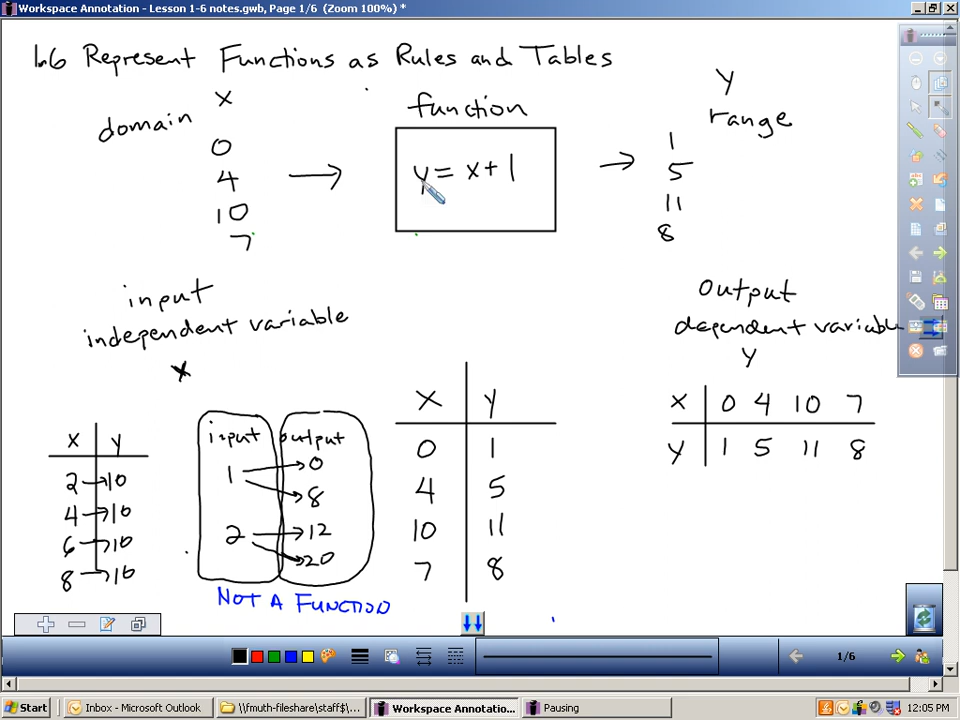 Workspace Annotation - Lesson 1-6 notes.gwb, Page 1/6 (Zoom 100%) *
1.6 Represent Functions as Rules and Tables
domain
x
0
4
10
7
function
y = x + 1
y
range
1
5
11
8
input
independent variable
x
output
dependent variable
y
x y
2 10
4 10
6 10
8 10
input output
1 0
8
2 12
20
NOT A FUNCTION
x y
0 1
4 5
10 11
7 8
x 0 4 10 7
y 1 5 11 8
1/6
Start
Inbox - Microsoft Outlook
\\fmuth-fileshare\staff$\...
Workspace Annotatio...
Pausing
12:05 PM